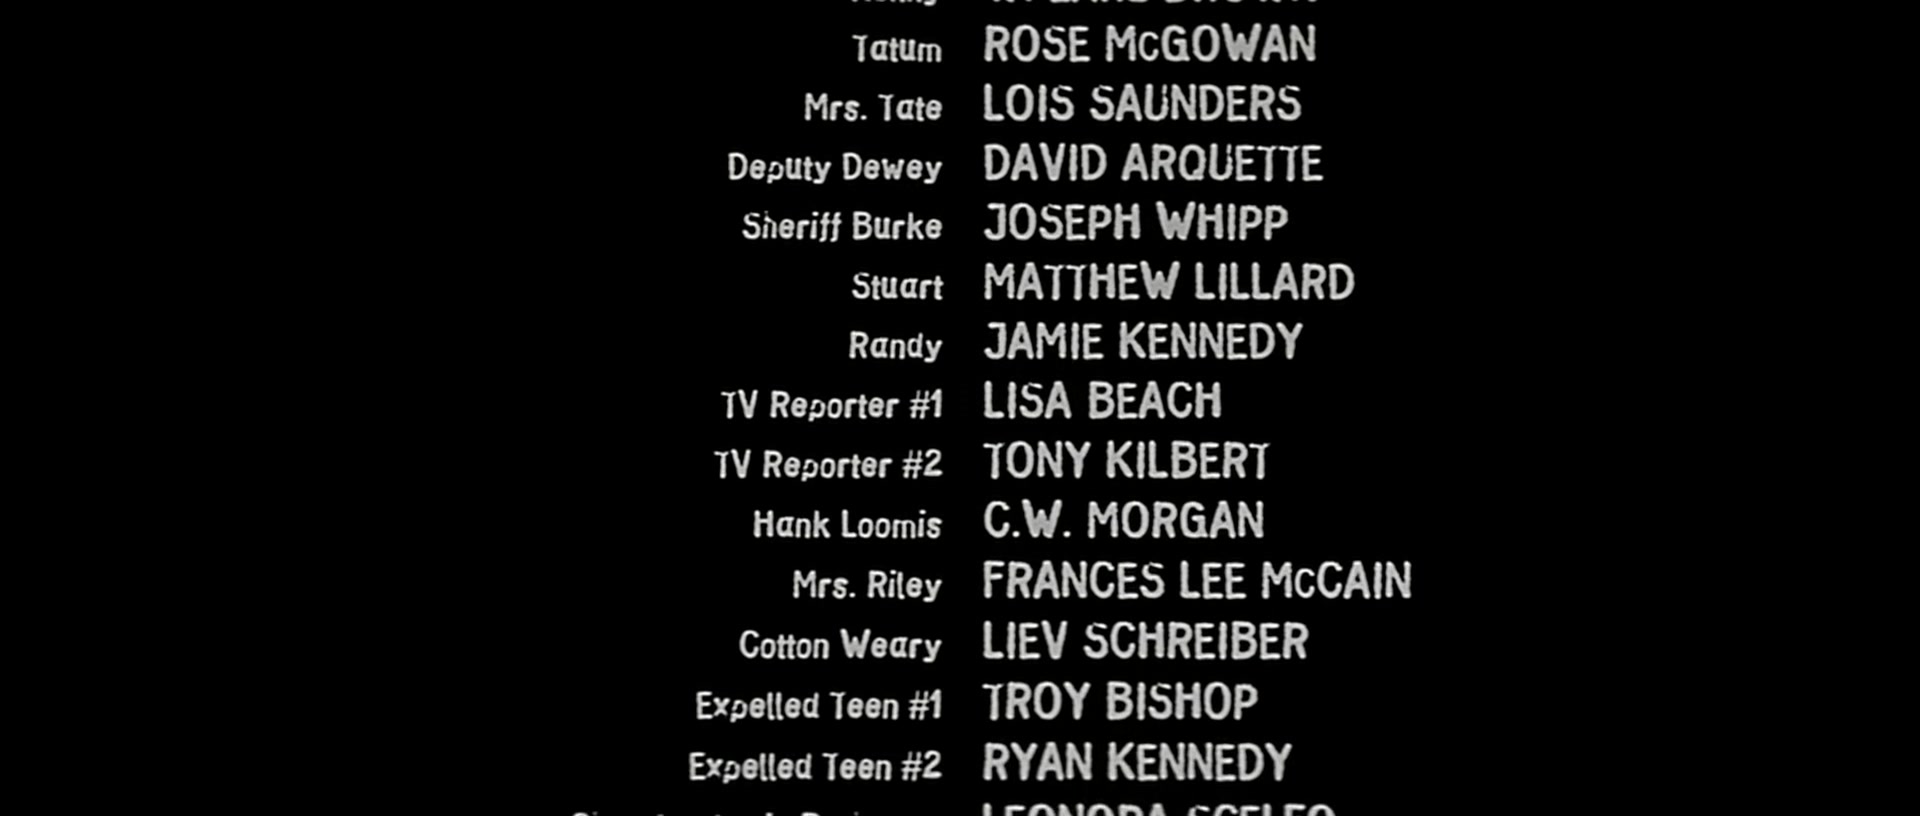 Tatum ROSE McGOWAN
Mrs. Tate LOIS SAUNDERS
Deputy Dewey DAVID ARQUETTE
Sheriff Burke JOSEPH WHIPP
Stuart MATTHEW LILLARD
Randy JAMIE KENNEDY
TV Reporter #1 LISA BEACH
TV Reporter #2 TONY KILBERT
Hank Loomis C.W. MORGAN
Mrs. Riley FRANCES LEE McCAIN
Cotton Weary LIEV SCHREIBER
Expelled Teen #1 TROY BISHOP
Expelled Teen #2 RYAN KENNEDY